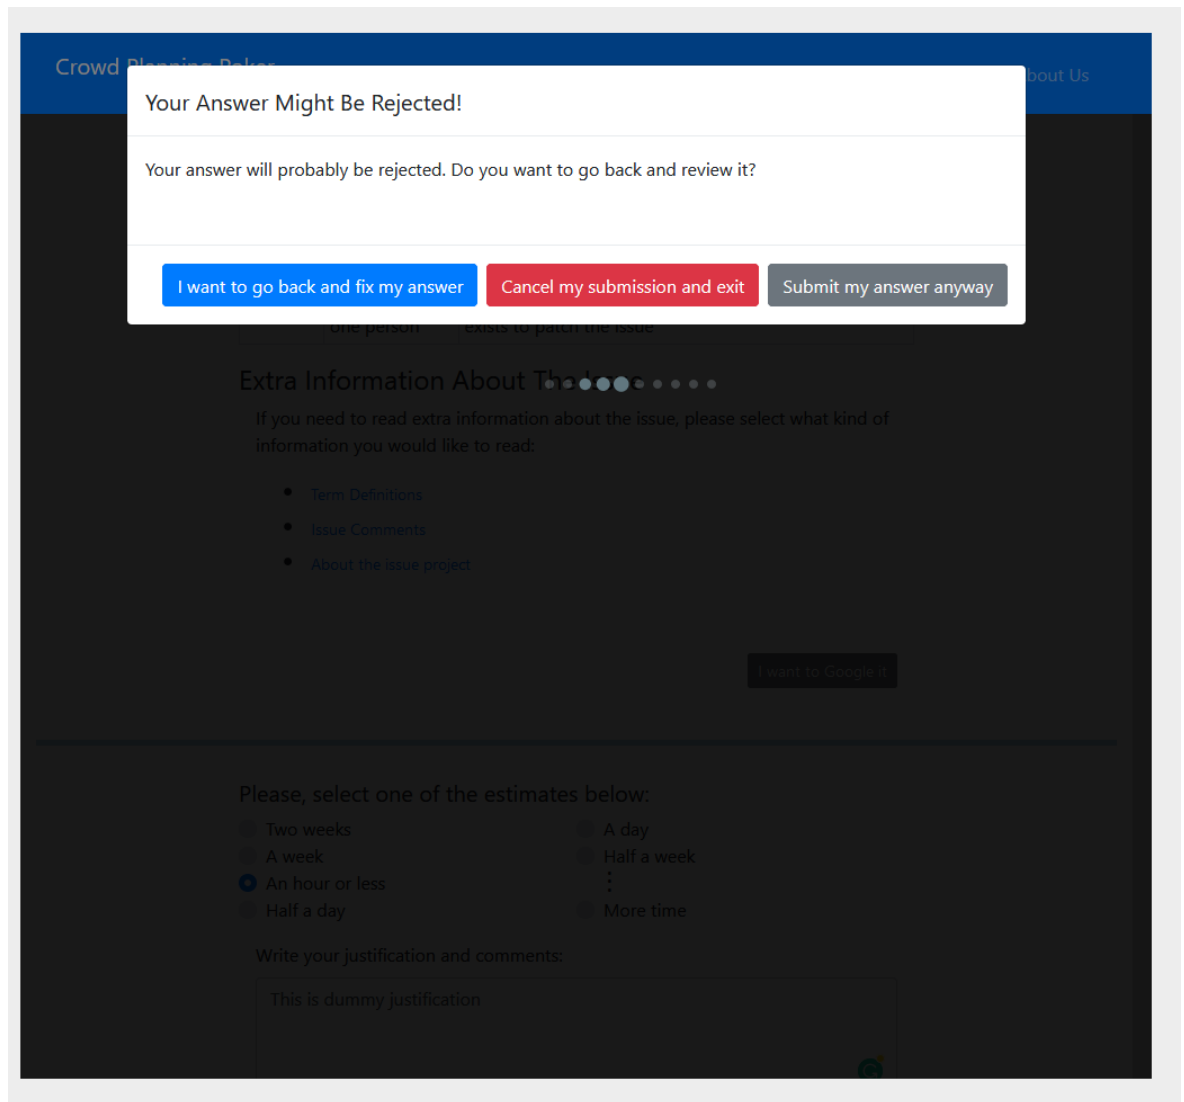 Crowd Planning Poker
About Us
Your Answer Might Be Rejected!
Your answer will probably be rejected. Do you want to go back and review it?
I want to go back and fix my answer
Cancel my submission and exit
Submit my answer anyway
one person
exists to patch the issue
Extra Information About The Issue
If you need to read extra information about the issue, please select what kind of
information you would like to read:
Term Definitions
Issue Comments
About the issue project
I want to Google it
Please, select one of the estimates below:
Two weeks
A day
A week
Half a week
An hour or less
Half a day
More time
Write your justification and comments:
This is dummy justification